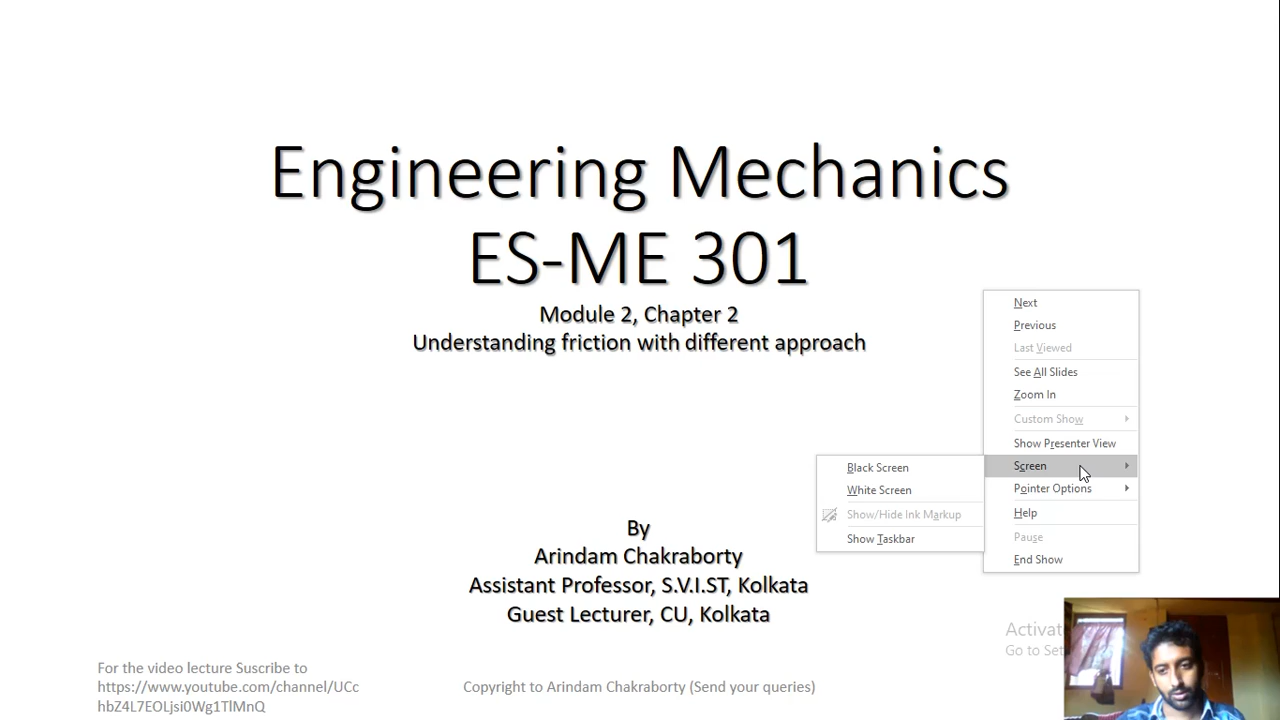 Engineering Mechanics
ES-ME 301
Module 2, Chapter 2
Understanding friction with different approach
Next
Previous
Last Viewed
See All Slides
Zoom In
Custom Show
Show Presenter View
Screen
Pointer Options
Help
Pause
End Show
Black Screen
White Screen
Show/Hide Ink Markup
Show Taskbar
By
Arindam Chakraborty
Assistant Professor, S.V.I.ST, Kolkata
Guest Lecturer, CU, Kolkata
Activat
Go to Set
For the video lecture Suscribe to
https://www.youtube.com/channel/UCc
hbZ4L7EOLjsi0Wg1TlMnQ
Copyright to Arindam Chakraborty (Send your queries)